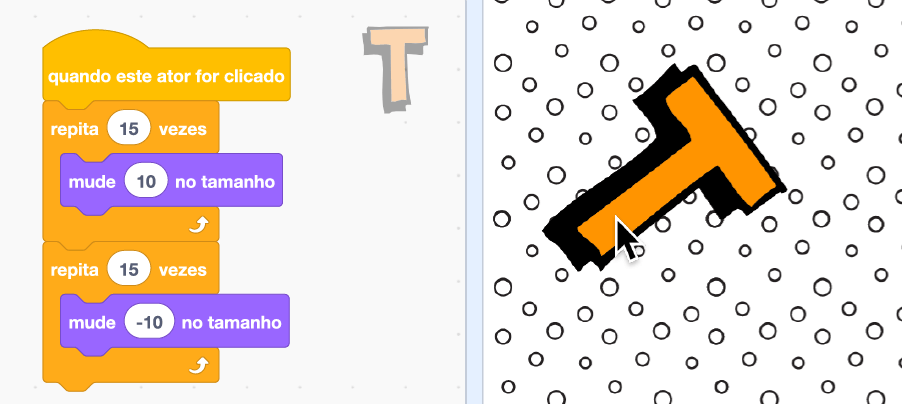 quando este ator for clicado
repita 15 vezes
mude 10 no tamanho
repita 15 vezes
mude -10 no tamanho
T
T